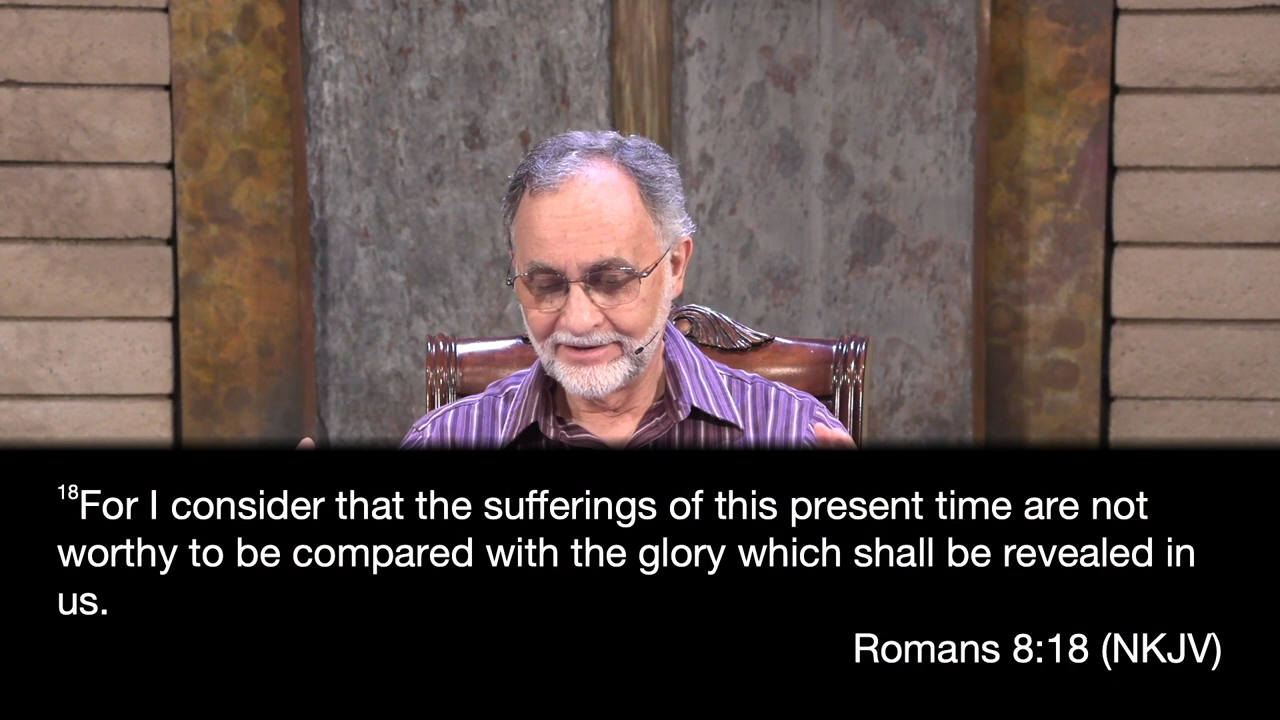 18For I consider that the sufferings of this present time are not
worthy to be compared with the glory which shall be revealed in
us.
Romans 8:18 (NKJV)